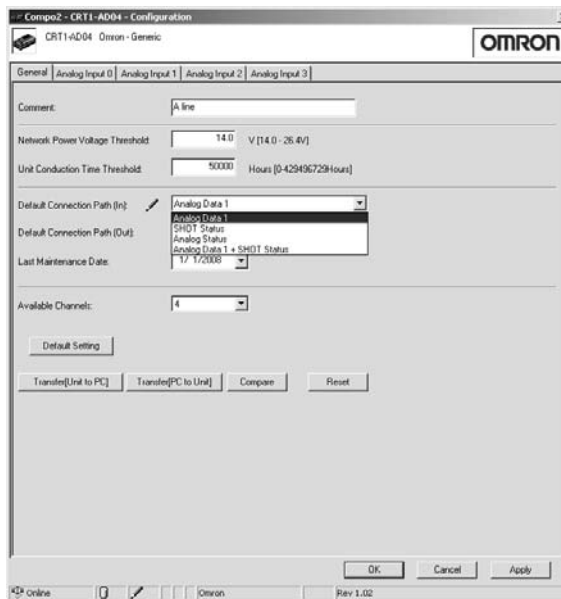 Compo2 - CRT1-AD04 - Configuration
CRT1-AD04 Omron - Generic
OMRON
General Analog Input 0 Analog Input 1 Analog Input 2 Analog Input 3
Comment: A line
Network Power Voltage Threshold: 14.0 V [14.0 - 26.4V]
Unit Conduction Time Threshold: 50000 Hours [0-429496729Hours]
Default Connection Path (In): Analog Data 1
Analog Data 1
SHOT Status
Default Connection Path (Out):
Analog Status
Analog Data 1 + SHOT Status
Last Maintenance Date: 1/ 1/2008
Available Channels: 4
Default Setting
Transfer[Unit to PC] Transfer[PC to Unit] Compare Reset
OK Cancel Apply
Online Omron Rev 1.02